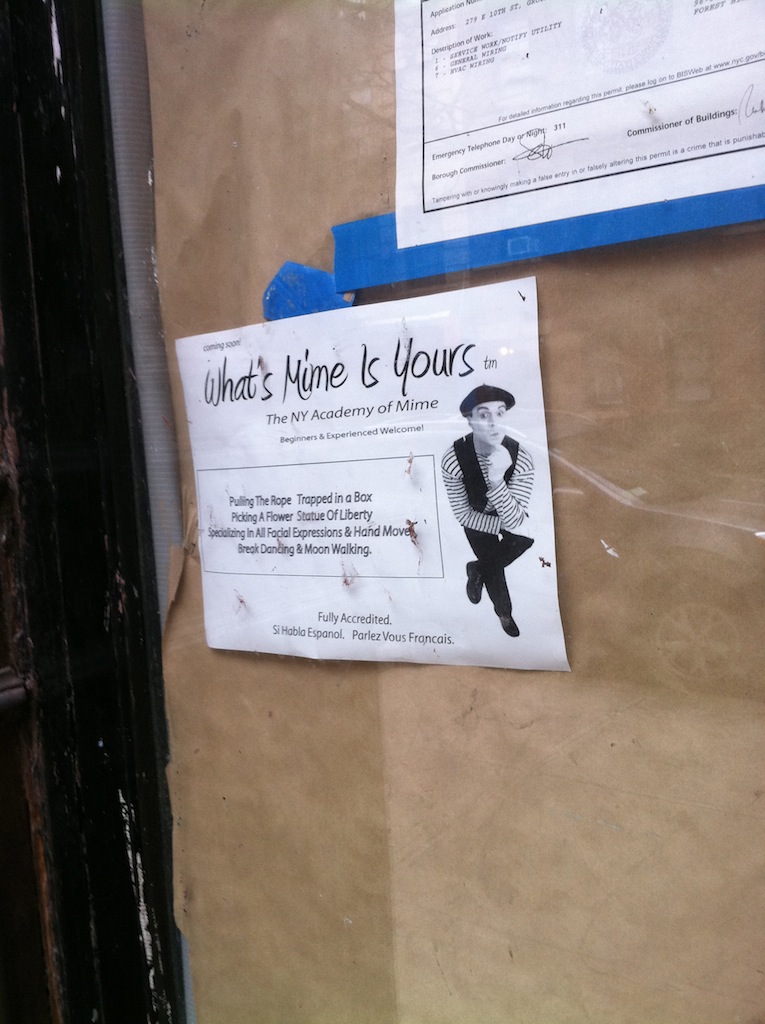 Application
Address: 279 E 10TH ST,
Description of Work:
1 - SERVICE WORK/NOTIFY UTILITY
6 - GENERAL WIRING
7 - HVAC WIRING
FOREST
For detailed information regarding this permit, please log on to BISWeb at www.nyc.gov/b
Emergency Telephone Day or Night: 311
Commissioner of Buildings:
Borough Commissioner:
Tampering with or knowingly making a false entry in or falsely altering this permit is a crime that is punishab
coming soon!
What's Mime Is Yours tm
The NY Academy of Mime
Beginners & Experienced Welcome!
Pulling The Rope Trapped in a Box
Picking A Flower Statue Of Liberty
Specializing In All Facial Expressions & Hand Move
Break Dancing & Moon Walking.
Fully Accredited.
Si Habla Espanol. Parlez Vous Francais.